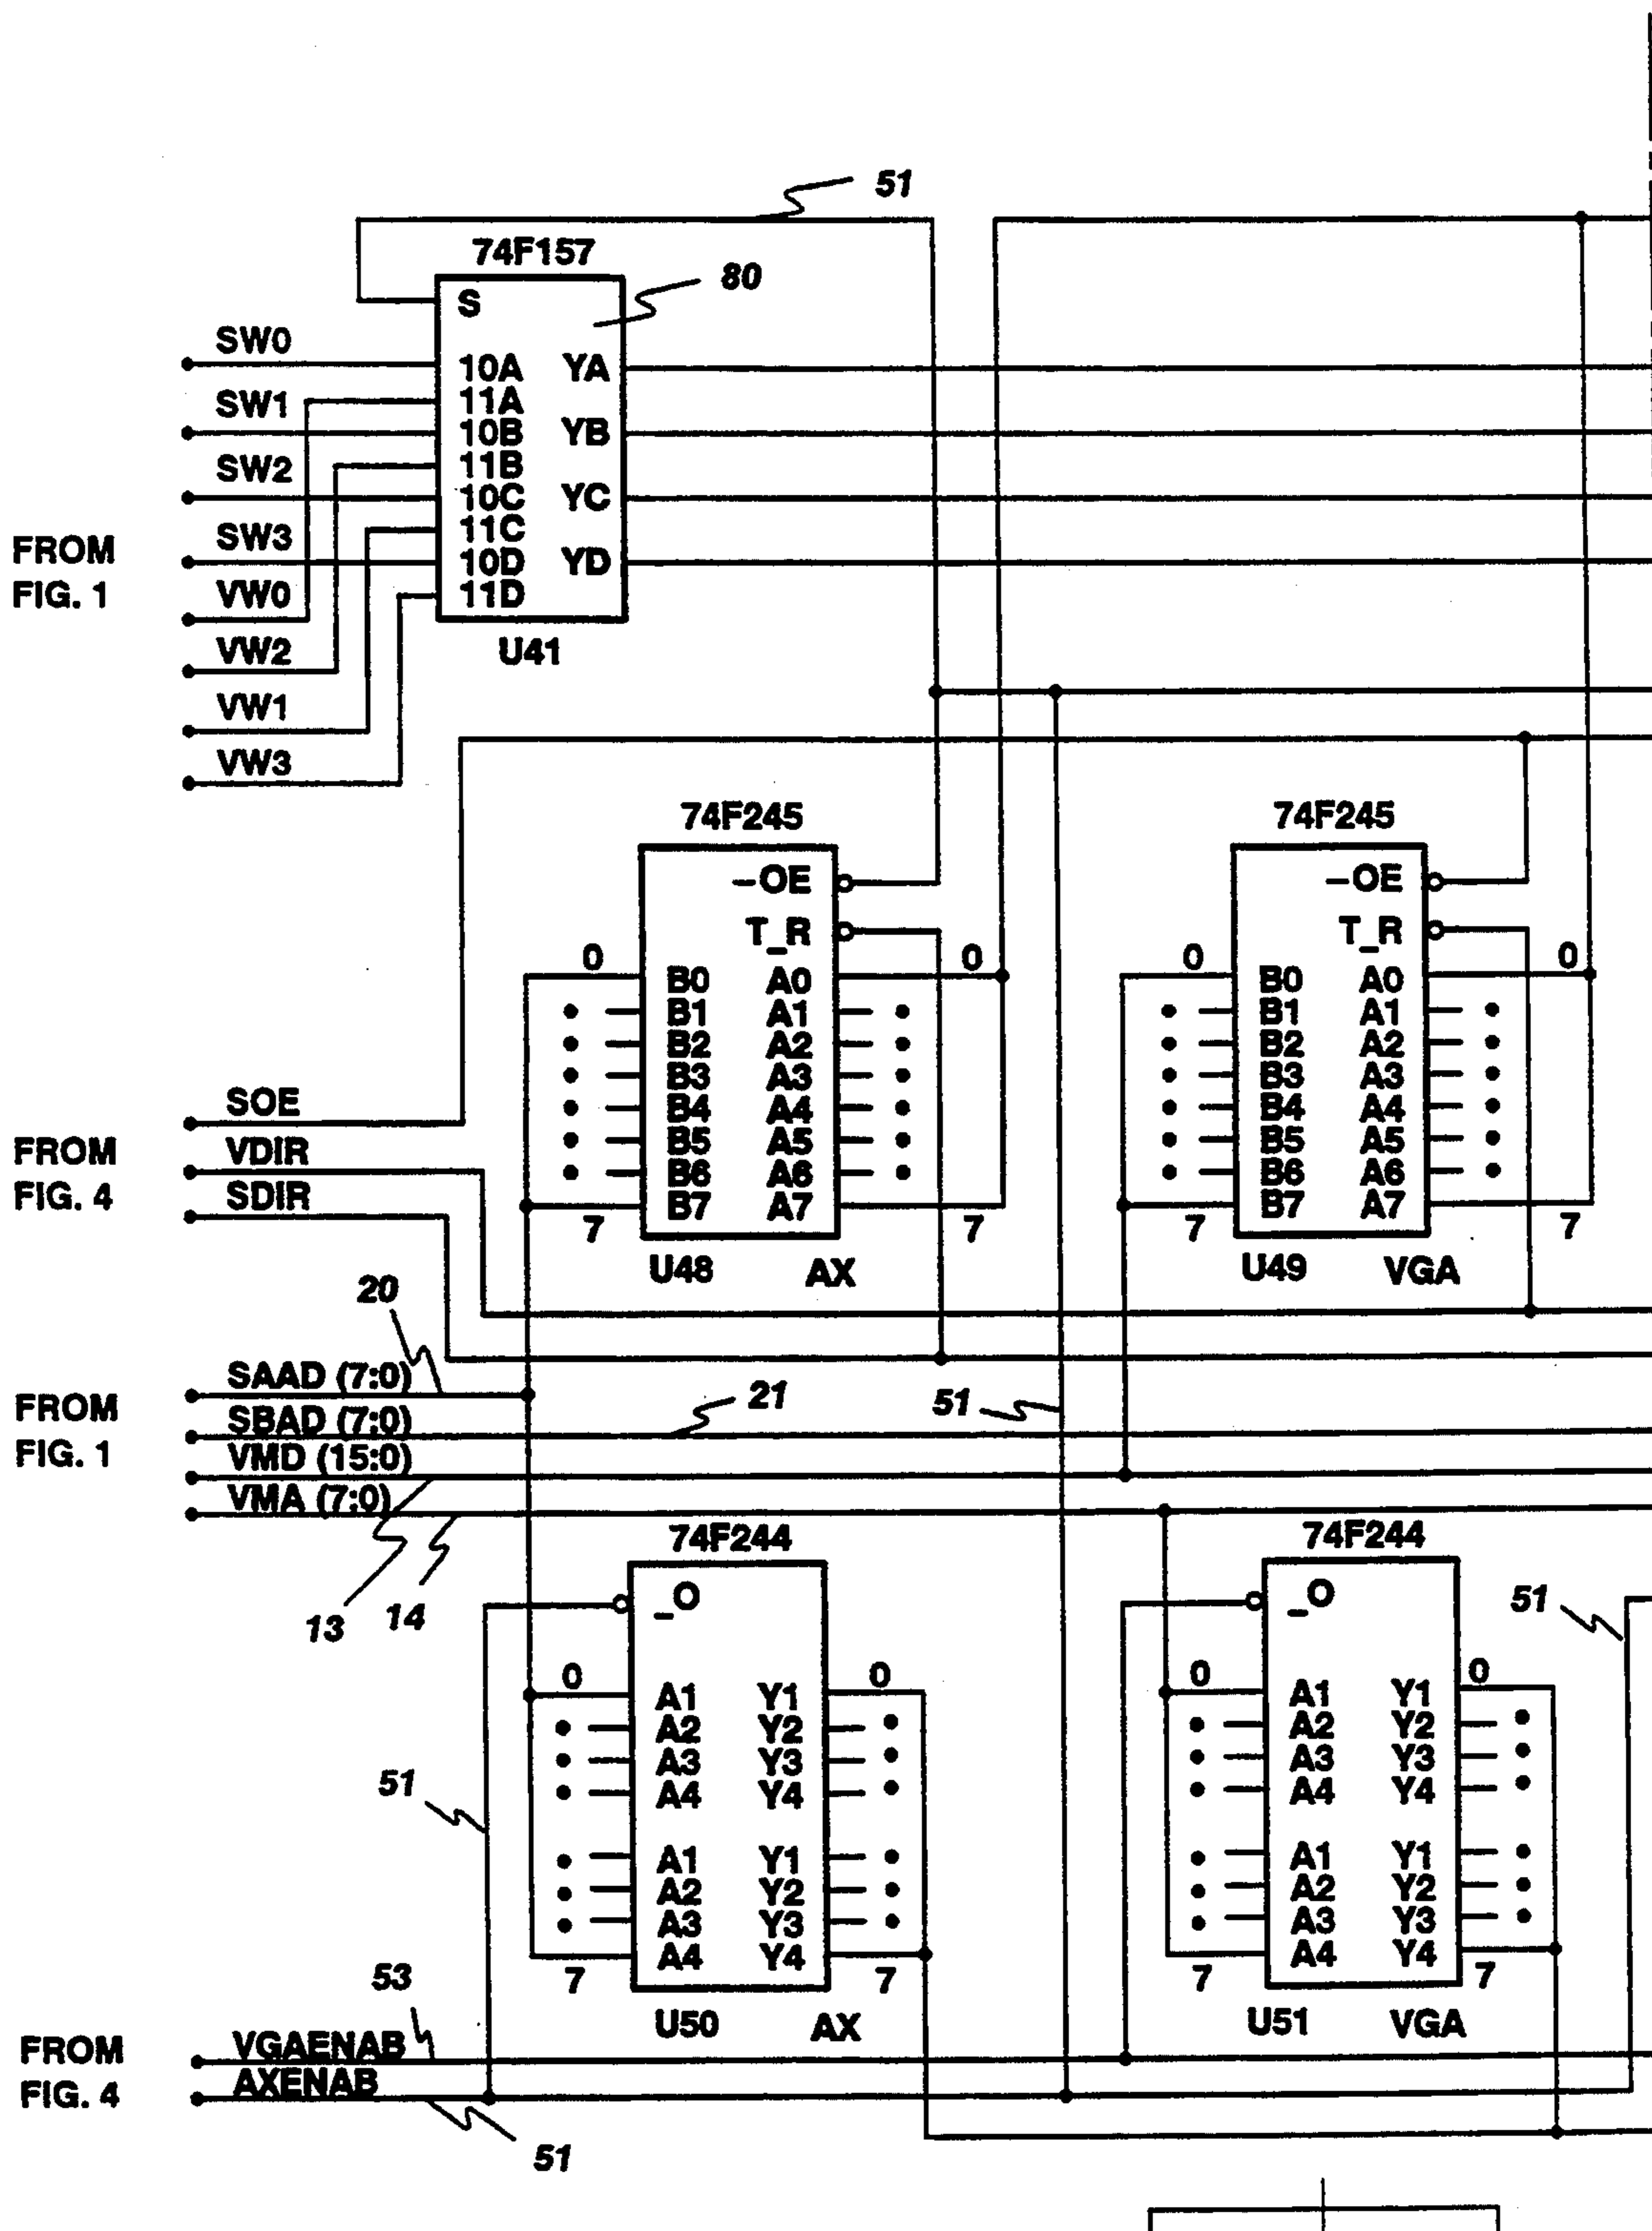 51
74F157
80
S
SW0
10A YA
SW1
11A
10B YB
SW2
11B
10C YC
SW3
11C
10D YD
VW0
11D
FROM
FIG. 1
VW2
U41
VW1
VW3
74F245
-OE
T_R
0 0
B0 A0
B1 A1
B2 A2
B3 A3
B4 A4
B5 A5
B6 A6
B7 A7
7 7
U48 AX
74F245
-OE
T_R
0 0
B0 A0
B1 A1
B2 A2
B3 A3
B4 A4
B5 A5
B6 A6
B7 A7
7 7
U49 VGA
FROM
FIG. 4
SOE
VDIR
SDIR
20
FROM
FIG. 1
SAAD (7:0)
SBAD (7:0)
VMD (15:0)
VMA (7:0)
21
51
13
14
74F244
_O
0 0
A1 Y1
A2 Y2
A3 Y3
A4 Y4
A1 Y1
A2 Y2
A3 Y3
A4 Y4
7 7
U50 AX
51
74F244
_O
0 0
A1 Y1
A2 Y2
A3 Y3
A4 Y4
A1 Y1
A2 Y2
A3 Y3
A4 Y4
7 7
U51 VGA
51
53
FROM
FIG. 4
VGAENAB
AXENAB
51